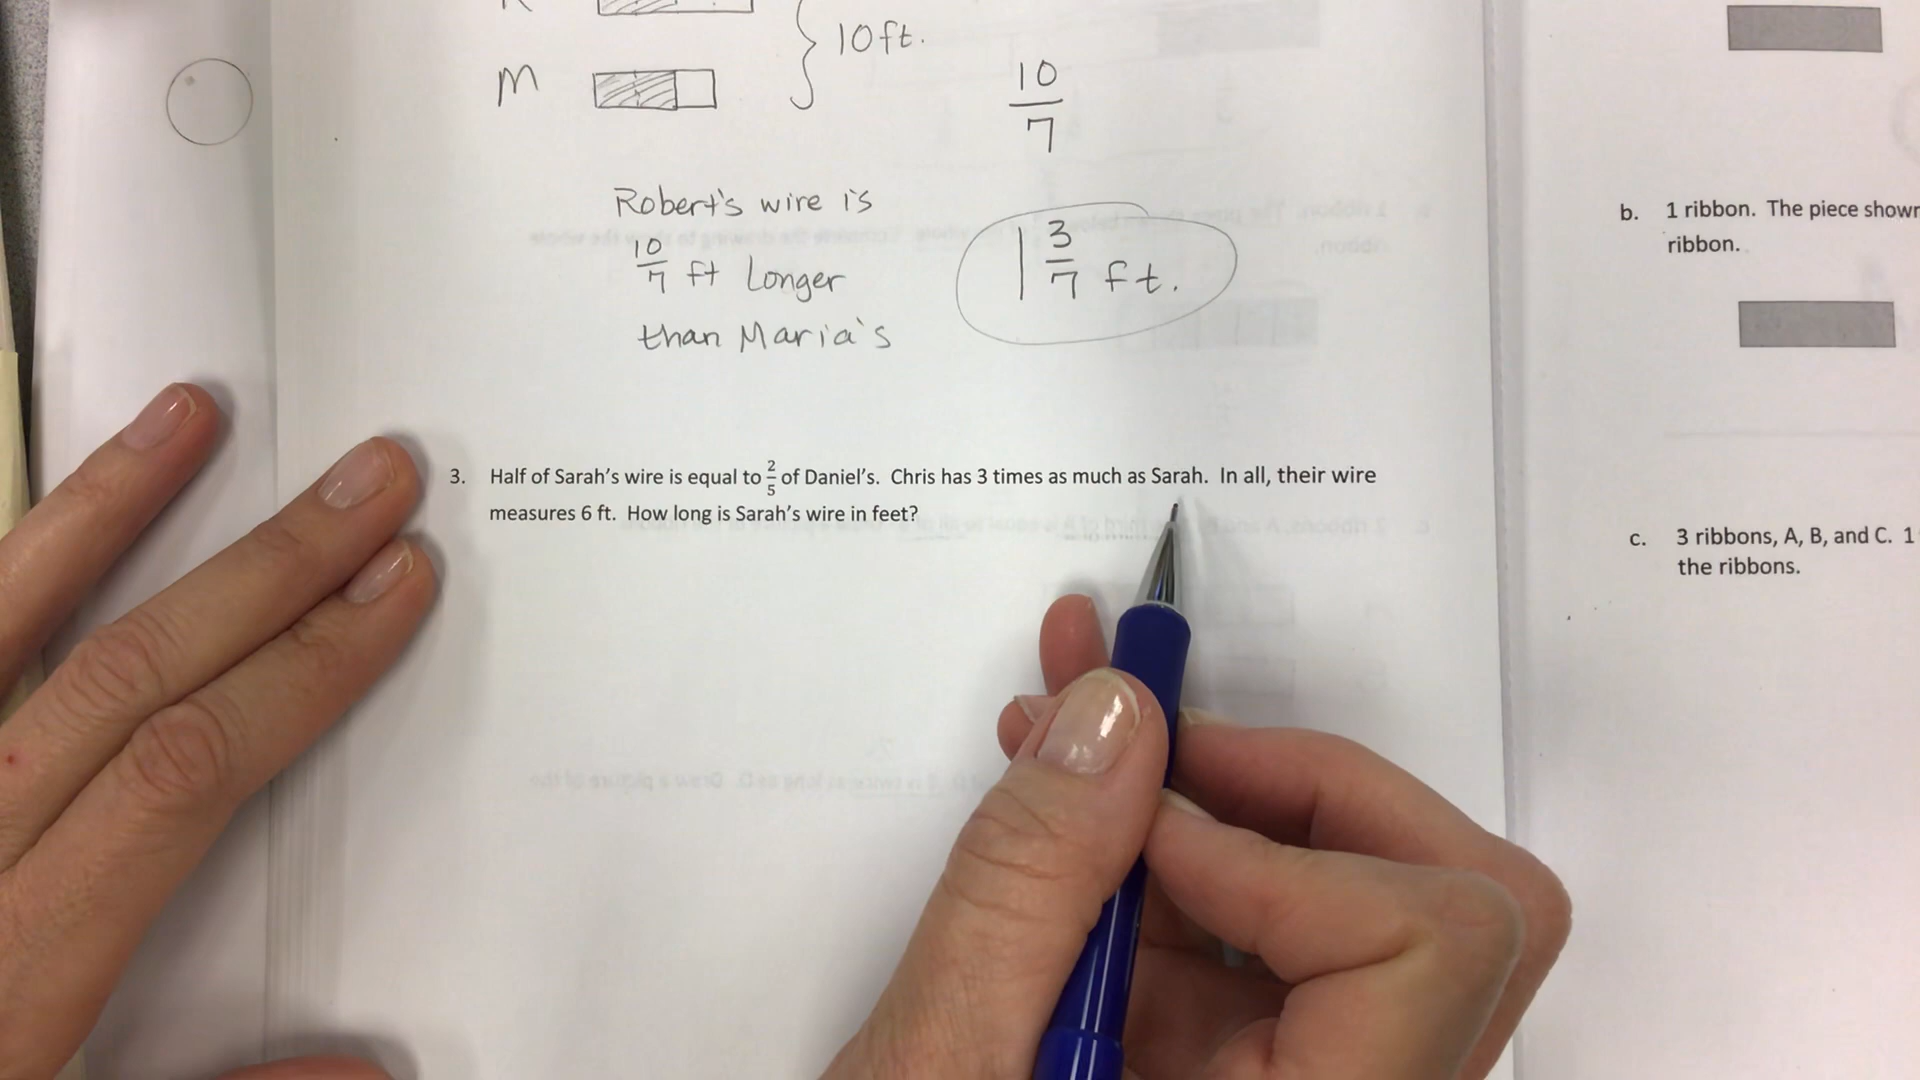 10ft.
M
10
7
Robert's wire is
10
7 ft Longer
than Maria's
1 3/7 ft.
3. Half of Sarah's wire is equal to 2/5 of Daniel's. Chris has 3 times as much as Sarah. In all, their wire
measures 6 ft. How long is Sarah's wire in feet?
b. 1 ribbon. The piece shown
ribbon.
c. 3 ribbons, A, B, and C. 1
the ribbons.